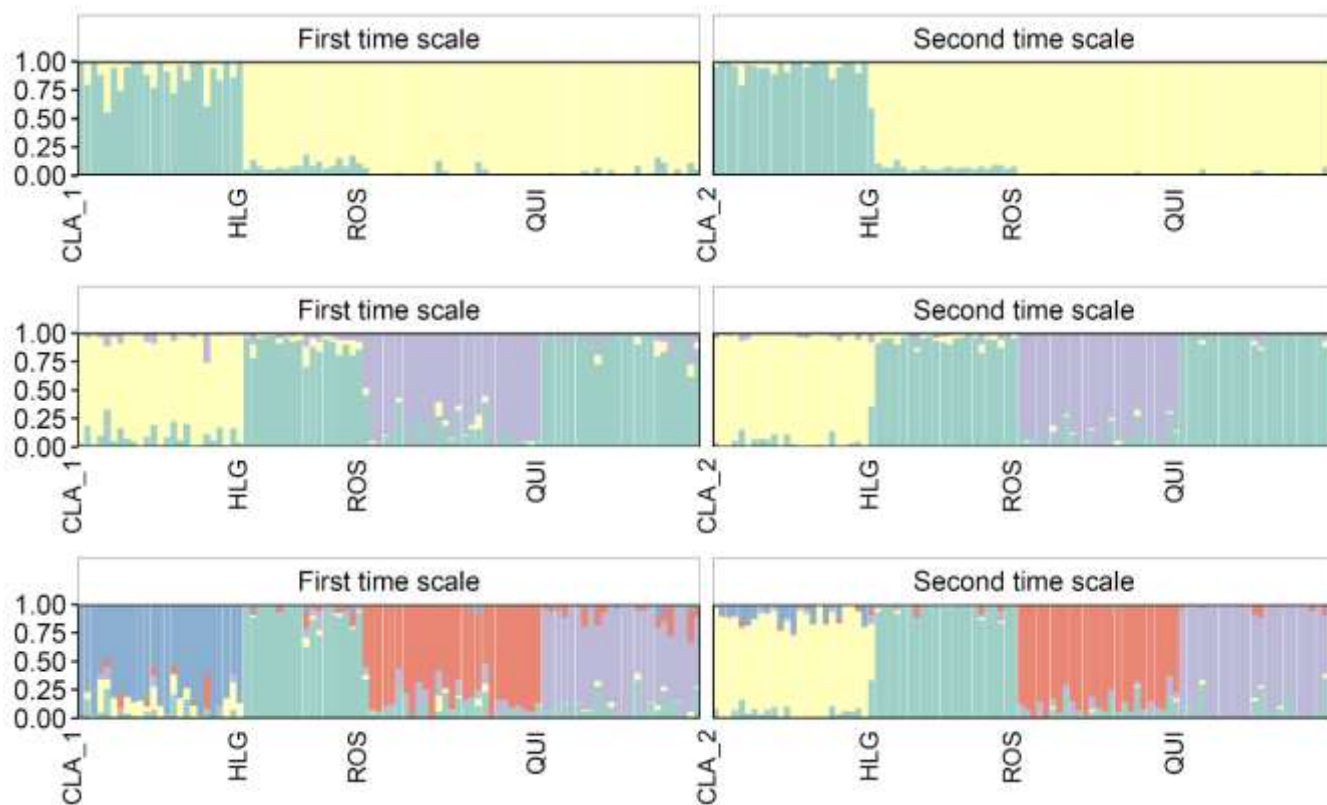 First time scale Second time scale
1.00
0.75
0.50
0.25
0.00
CLA_1 HLG ROS QUI CLA_2 HLG ROS QUI
First time scale Second time scale
1.00
0.75
0.50
0.25
0.00
CLA_1 HLG ROS QUI CLA_2 HLG ROS QUI
First time scale Second time scale
1.00
0.75
0.50
0.25
0.00
CLA_1 HLG ROS QUI CLA_2 HLG ROS QUI